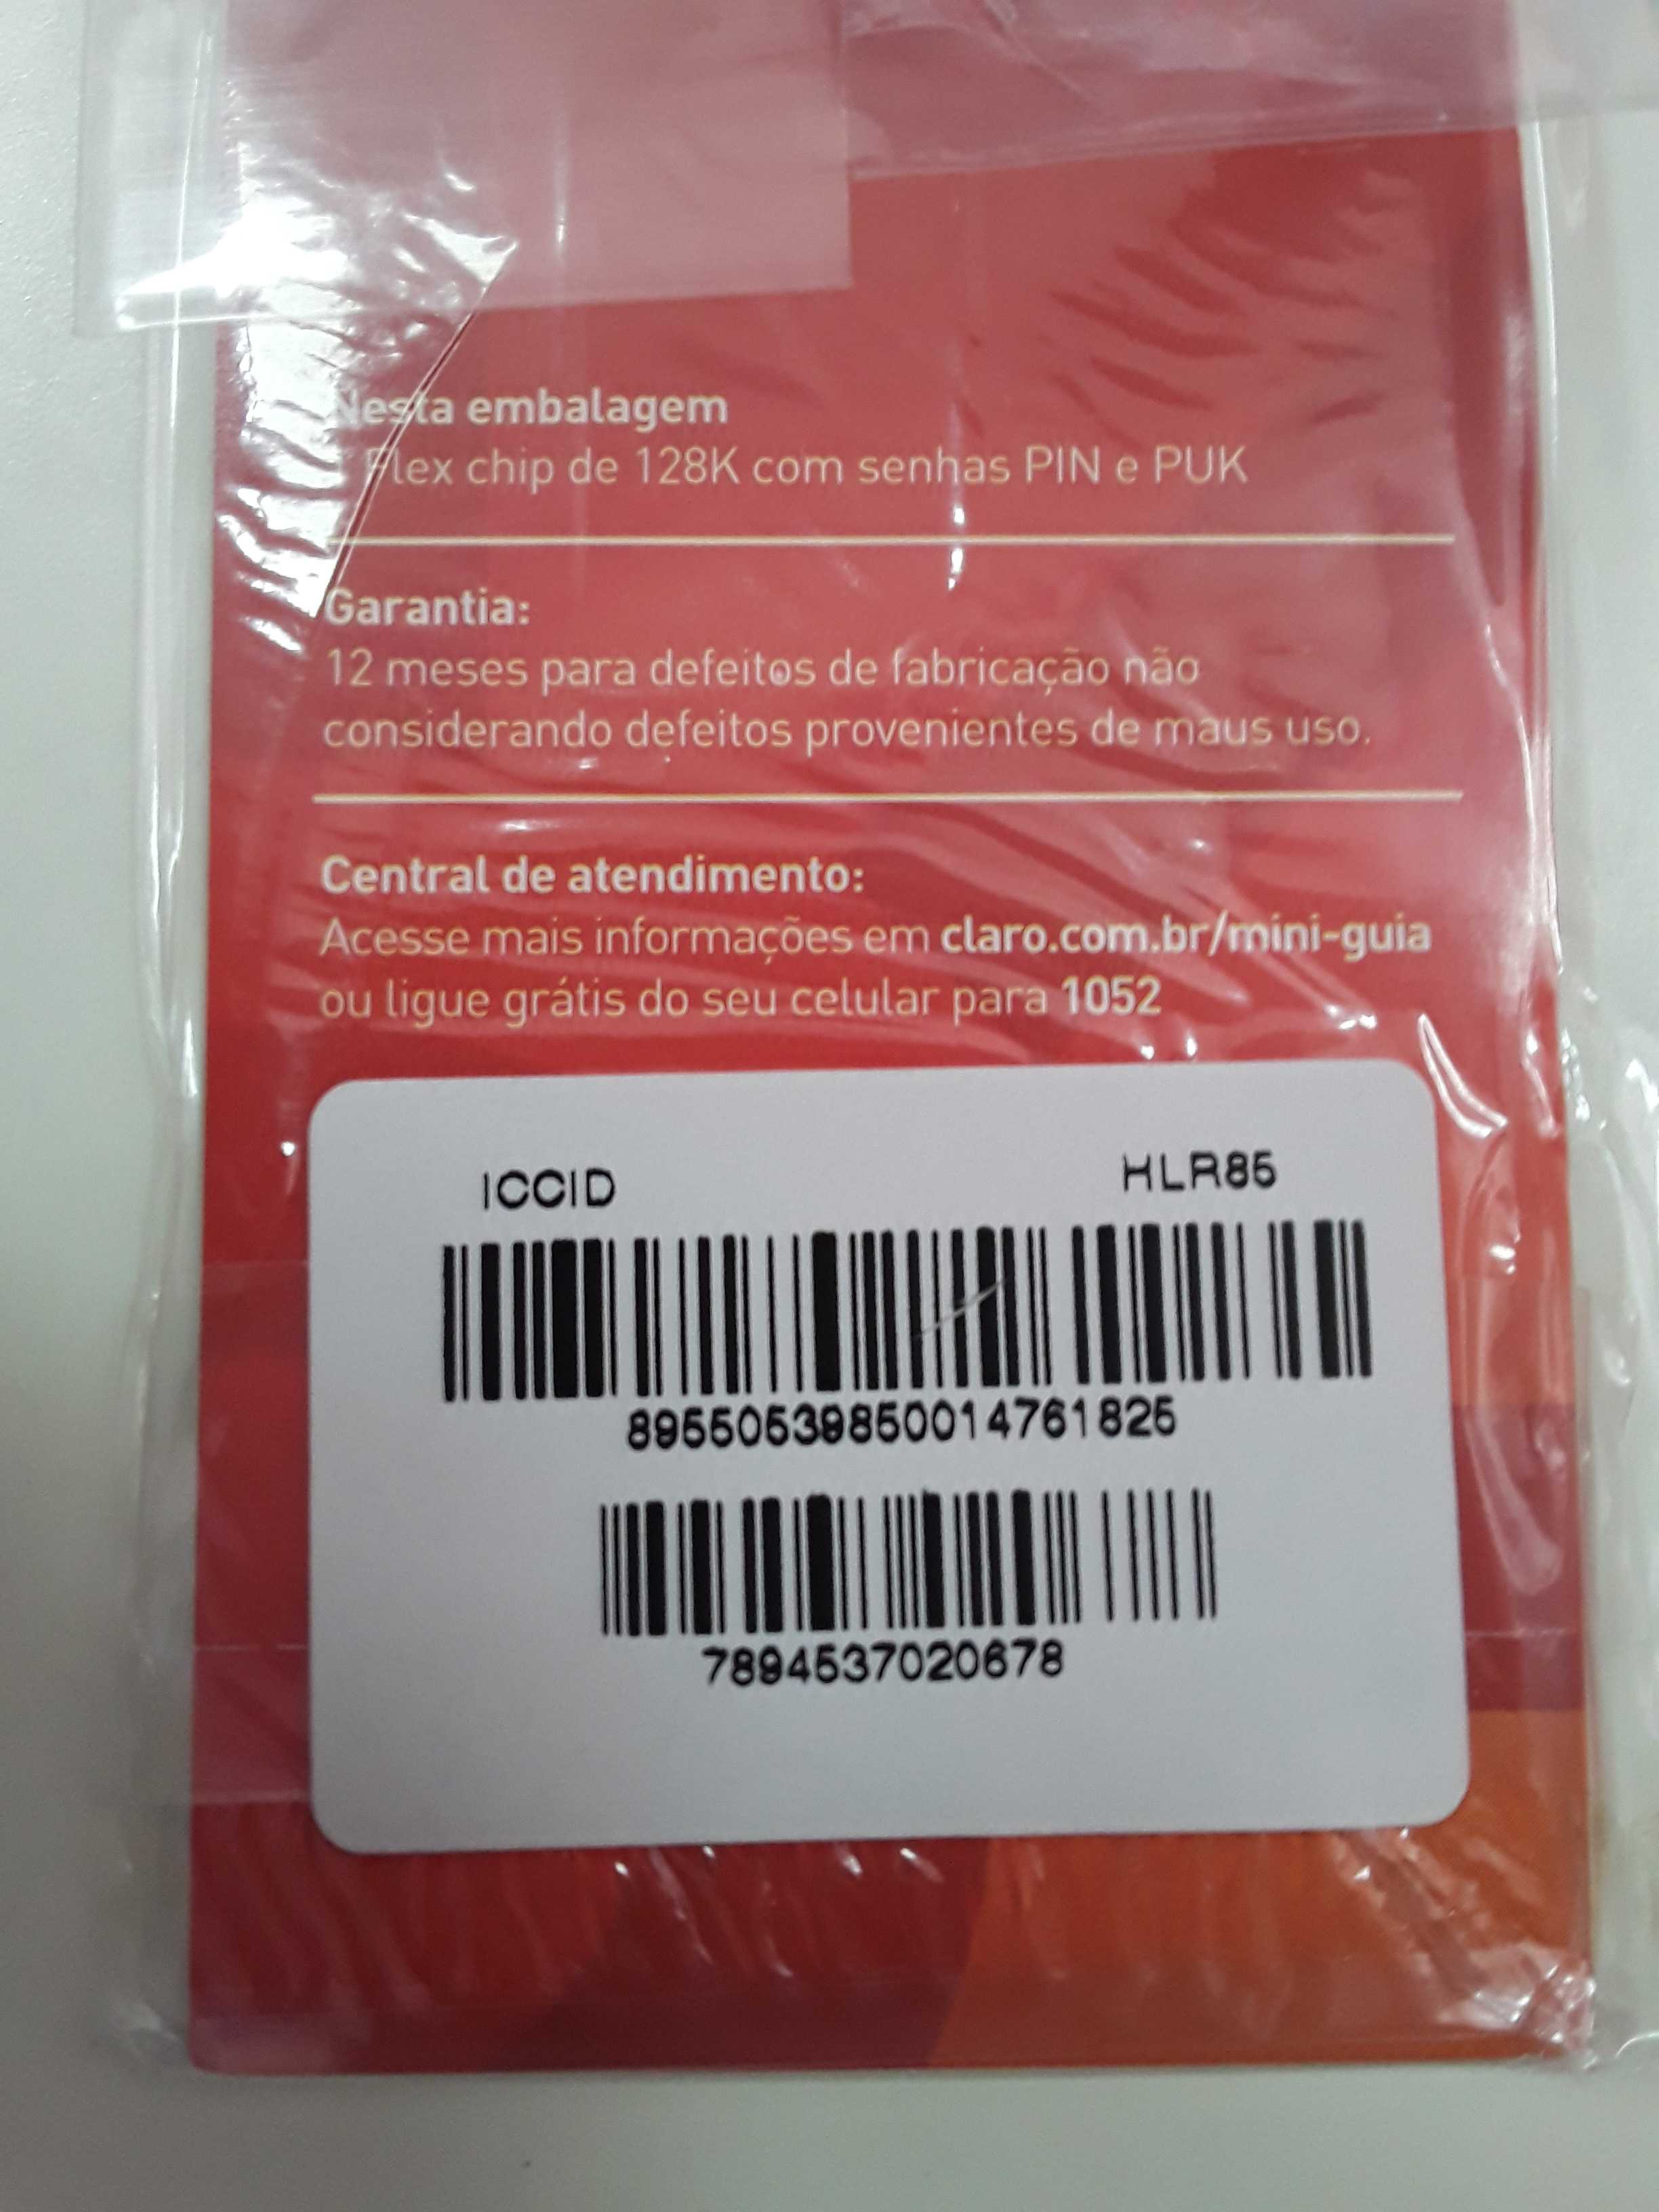 Nesta embalagem
Flex chip de 128K com senhas PIN e PUK
Garantia:
12 meses para defeitos de fabricação não
considerando defeitos provenientes de maus uso.
Central de atendimento:
Acesse mais informações em claro.com.br/mini-guia
ou ligue grátis do seu celular para 1052
ICCID HLR85
89550539850014761825
7894537020678